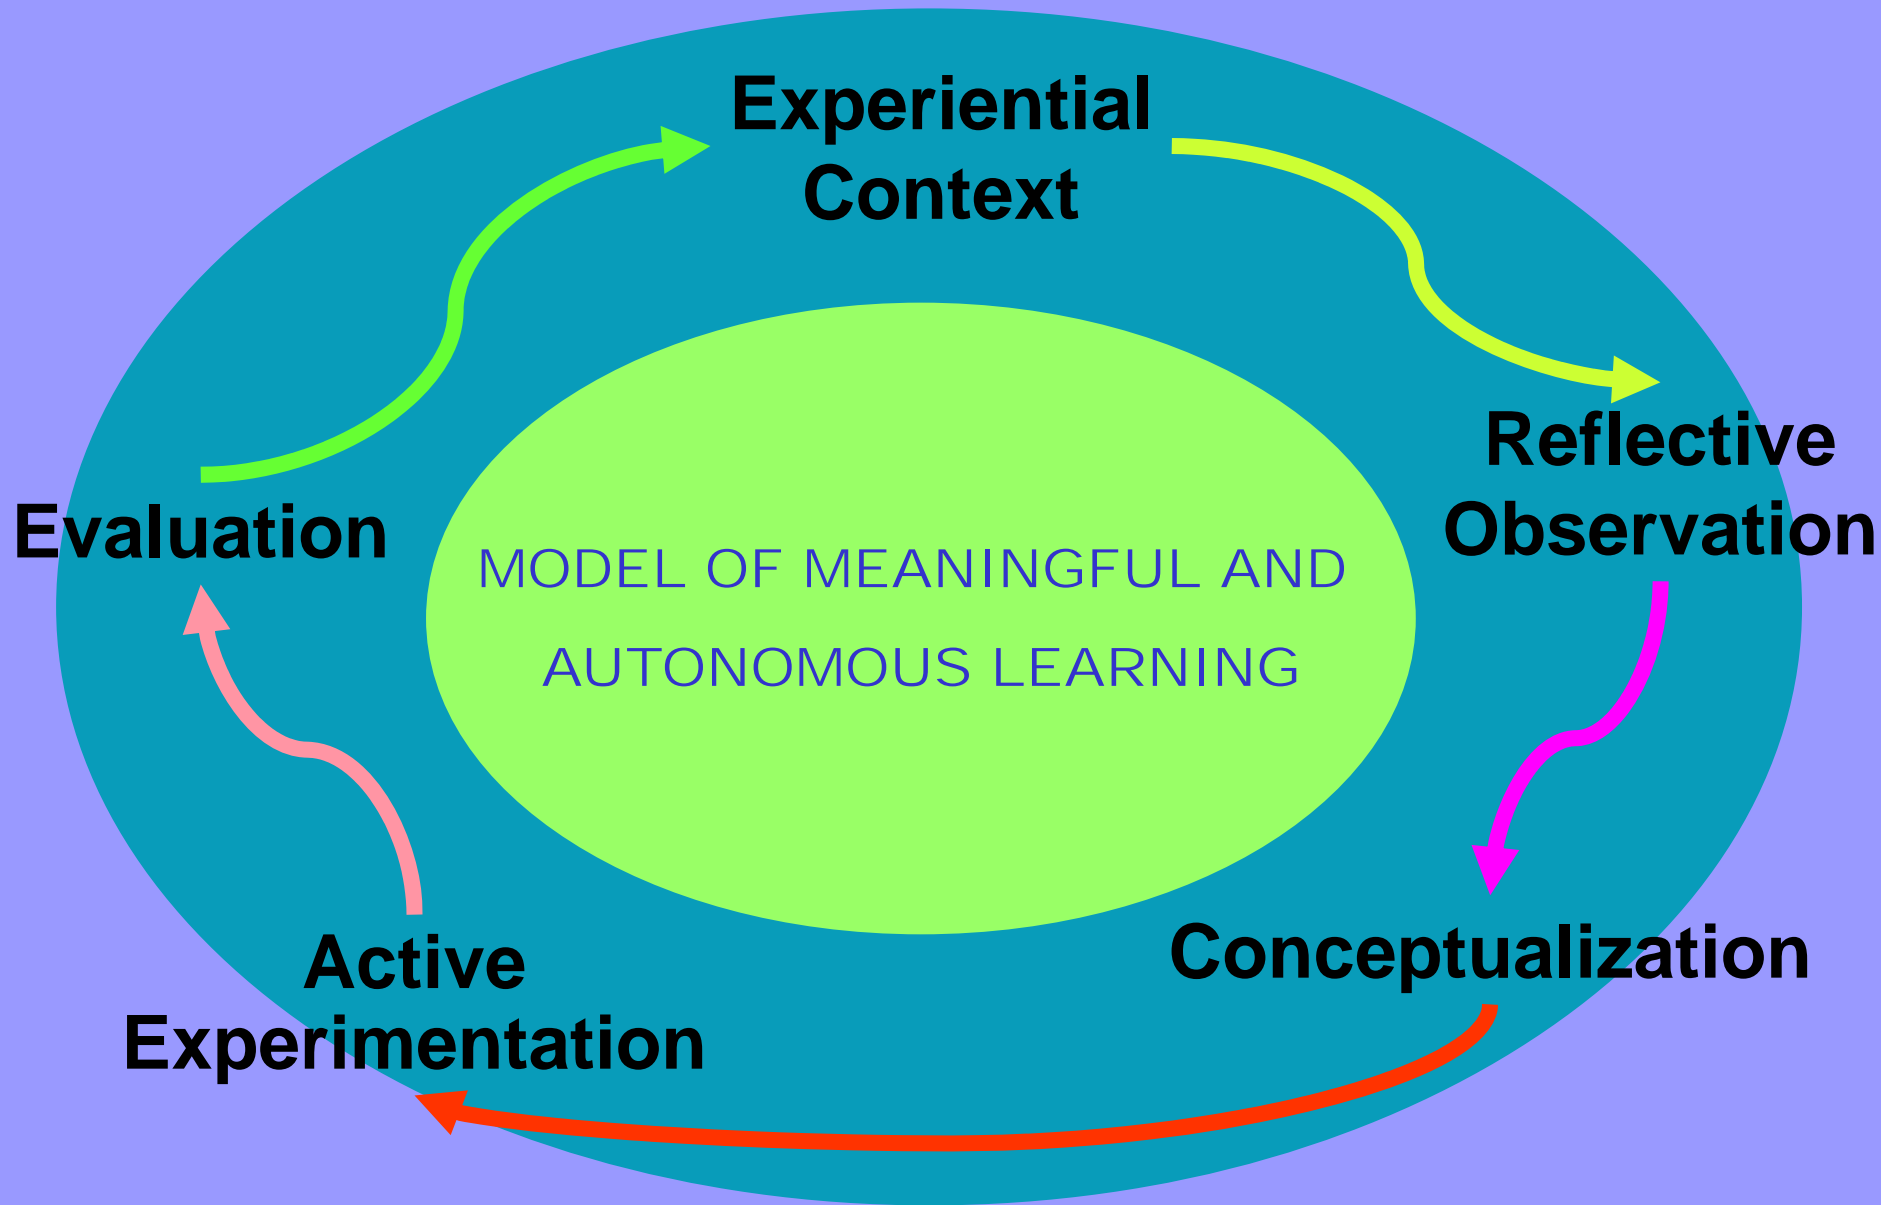 Experiential
Context
Reflective
Observation
Conceptualization
Active
Experimentation
Evaluation
MODEL OF MEANINGFUL AND
AUTONOMOUS LEARNING